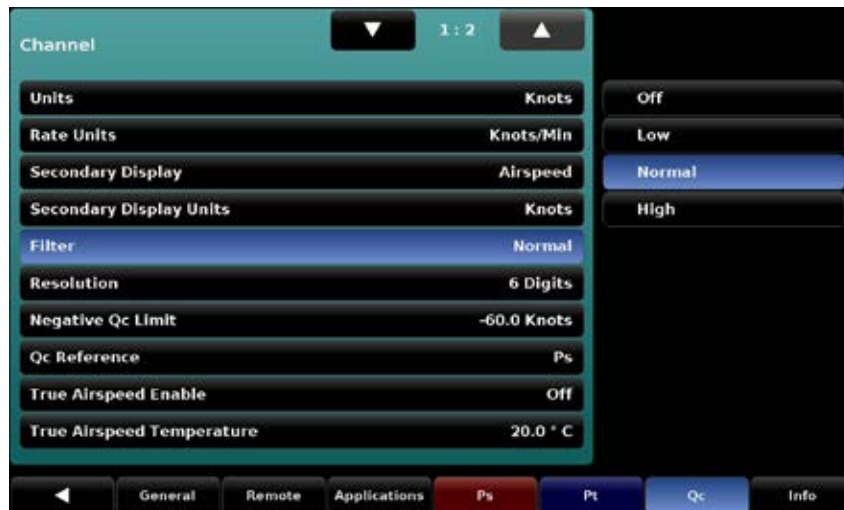 Channel
1 : 2
Units Knots
Rate Units Knots/Min
Secondary Display Airspeed
Secondary Display Units Knots
Filter Normal
Resolution 6 Digits
Negative Qc Limit -60.0 Knots
Qc Reference Ps
True Airspeed Enable Off
True Airspeed Temperature 20.0 ° C
Off
Low
Normal
High
General Remote Applications Ps Pt Qc Info